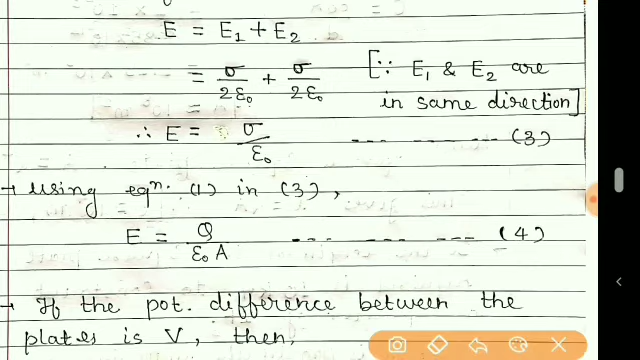 E = E₁ + E₂
= σ/2ε₀ + σ/2ε₀ [∵ E₁ & E₂ are
in same direction]
∴ E = σ/ε₀ --- --- --- (3)
→ Using eqⁿ. (1) in (3),
E = Q/ε₀A --- --- --- (4)
→ If the pot. difference between the
plates is V, then,